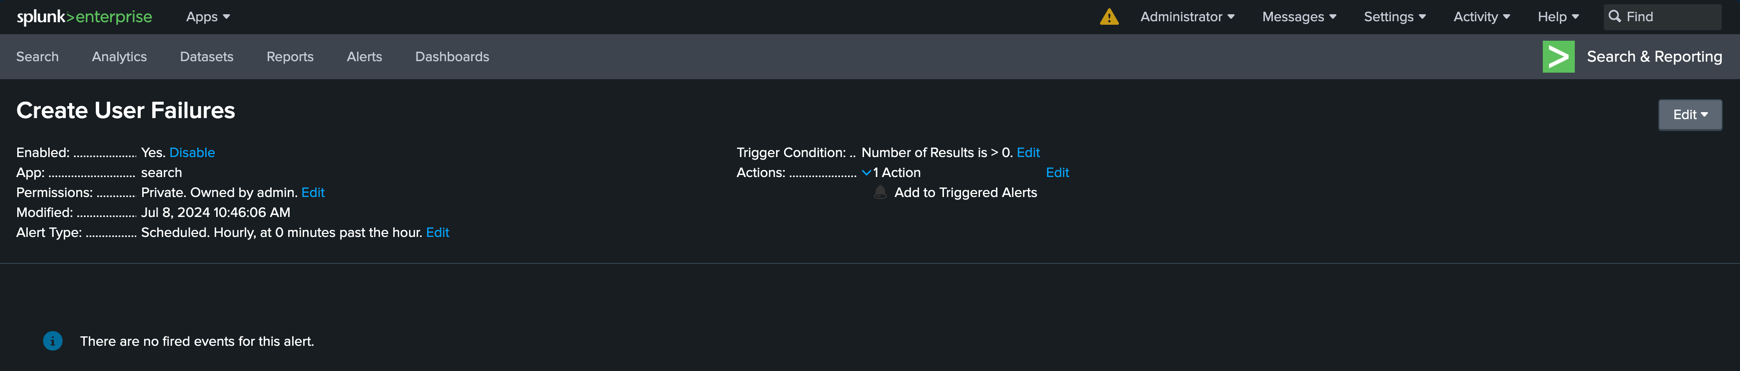 splunk>enterprise Apps Administrator Messages Settings Activity Help Find
Search Analytics Datasets Reports Alerts Dashboards Search & Reporting
Create User Failures
Edit
Enabled: ................... Yes. Disable
App: ........................... search
Permissions: ............ Private. Owned by admin. Edit
Modified: .................. Jul 8, 2024 10:46:06 AM
Alert Type: ................ Scheduled. Hourly, at 0 minutes past the hour. Edit
Trigger Condition: .. Number of Results is > 0. Edit
Actions: ..................... 1 Action Edit
Add to Triggered Alerts
There are no fired events for this alert.